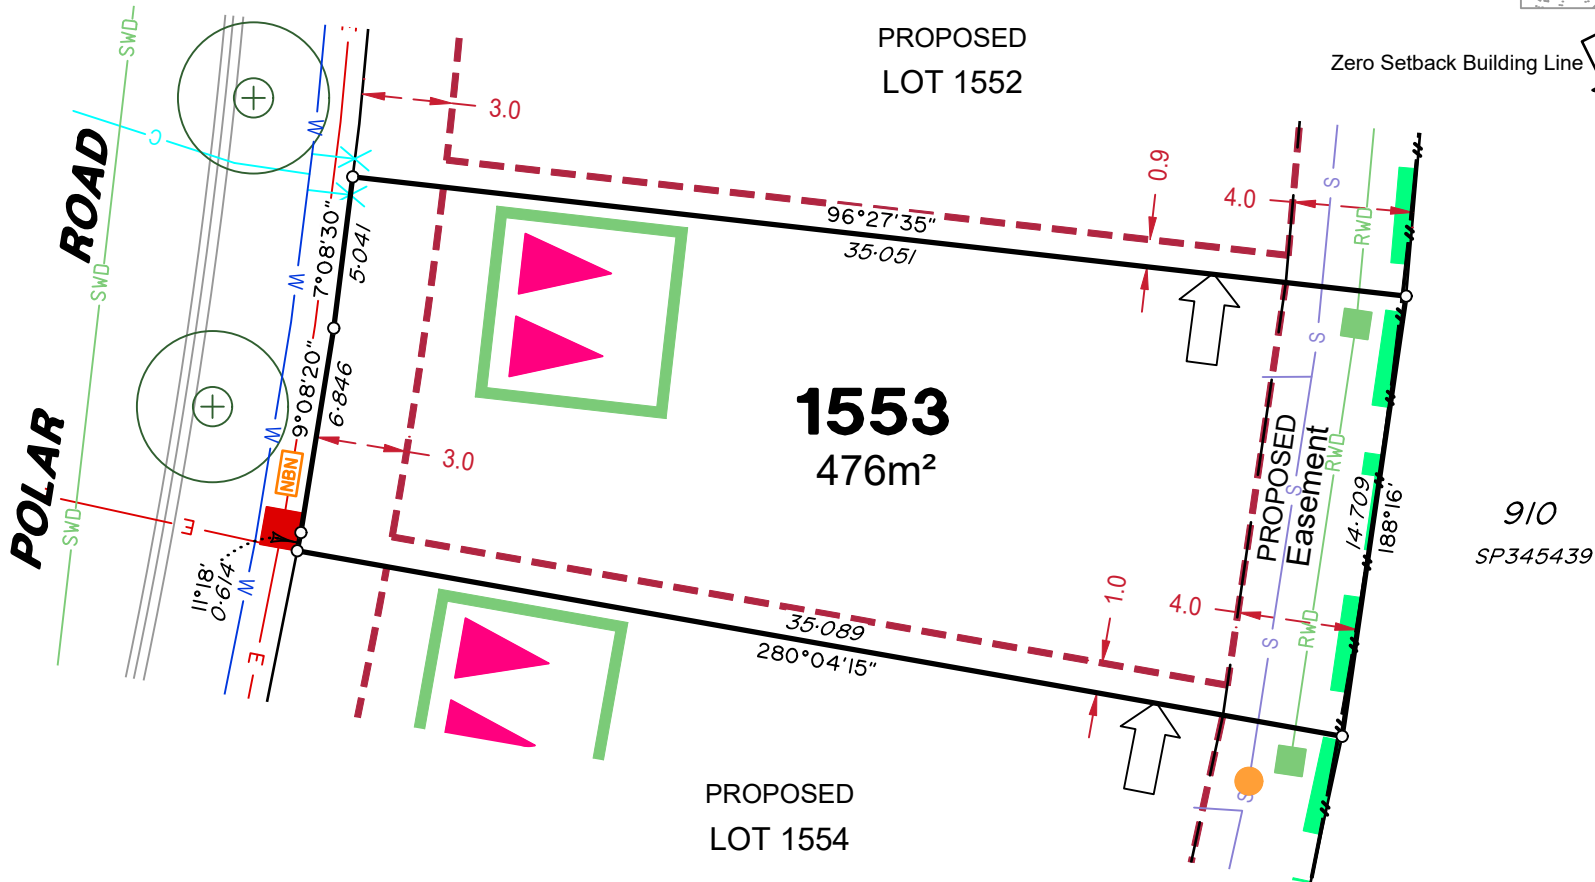 PROPOSED
LOT 1552
Zero Setback Building Line
SWD
E
W
3.0
C
ROAD
0.9
4.0
S
RWD
96°27'35"
35·051
7°08'30"
5·041
W
SWD
S
9°08'20"
6·846
W
1553
476m²
3.0
NBN
POLAR
SWD
E
PROPOSED
Easement
S
RWD
14·709
188°16'
910
SP345439
11°18'
0·614
W
E
1.0
4.0
S
RWD
35·089
280°04'15"
S
PROPOSED
LOT 1554